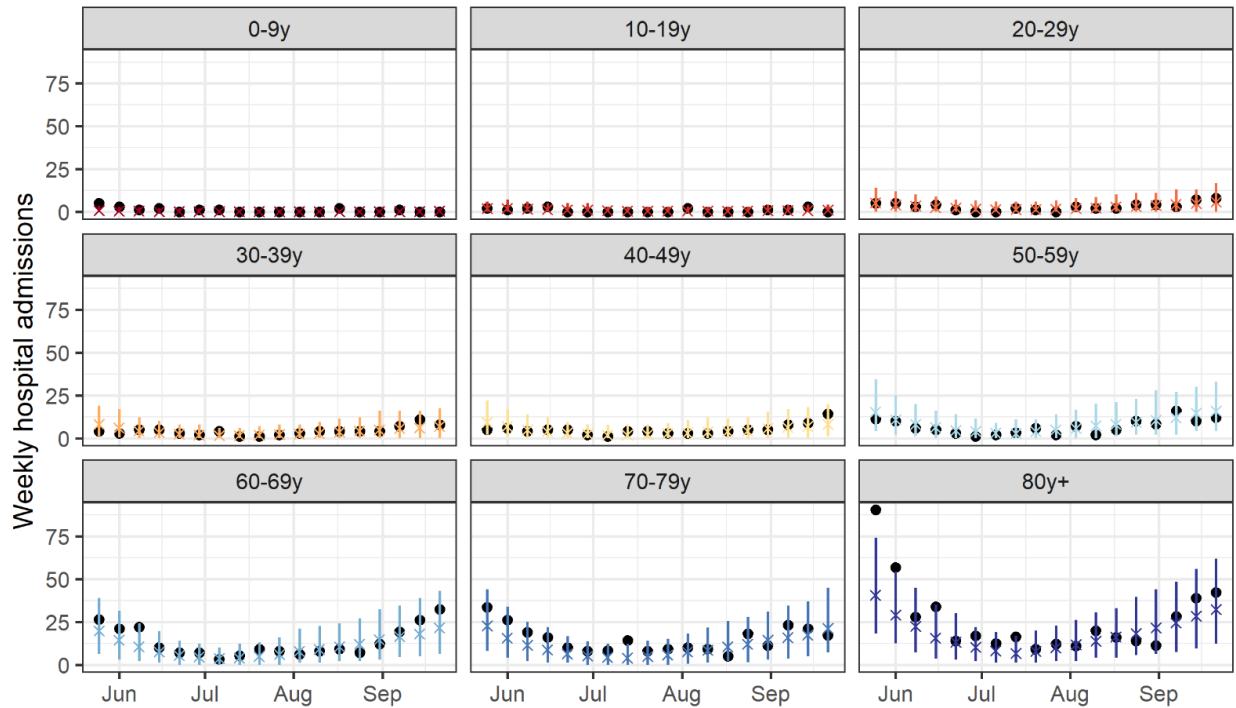 0-9y
10-19y
20-29y
75
50
25
0
30-39y
40-49y
50-59y
75
50
25
0
Weekly hospital admissions
60-69y
70-79y
80y+
75
50
25
0
Jun Jul Aug Sep
Jun Jul Aug Sep
Jun Jul Aug Sep